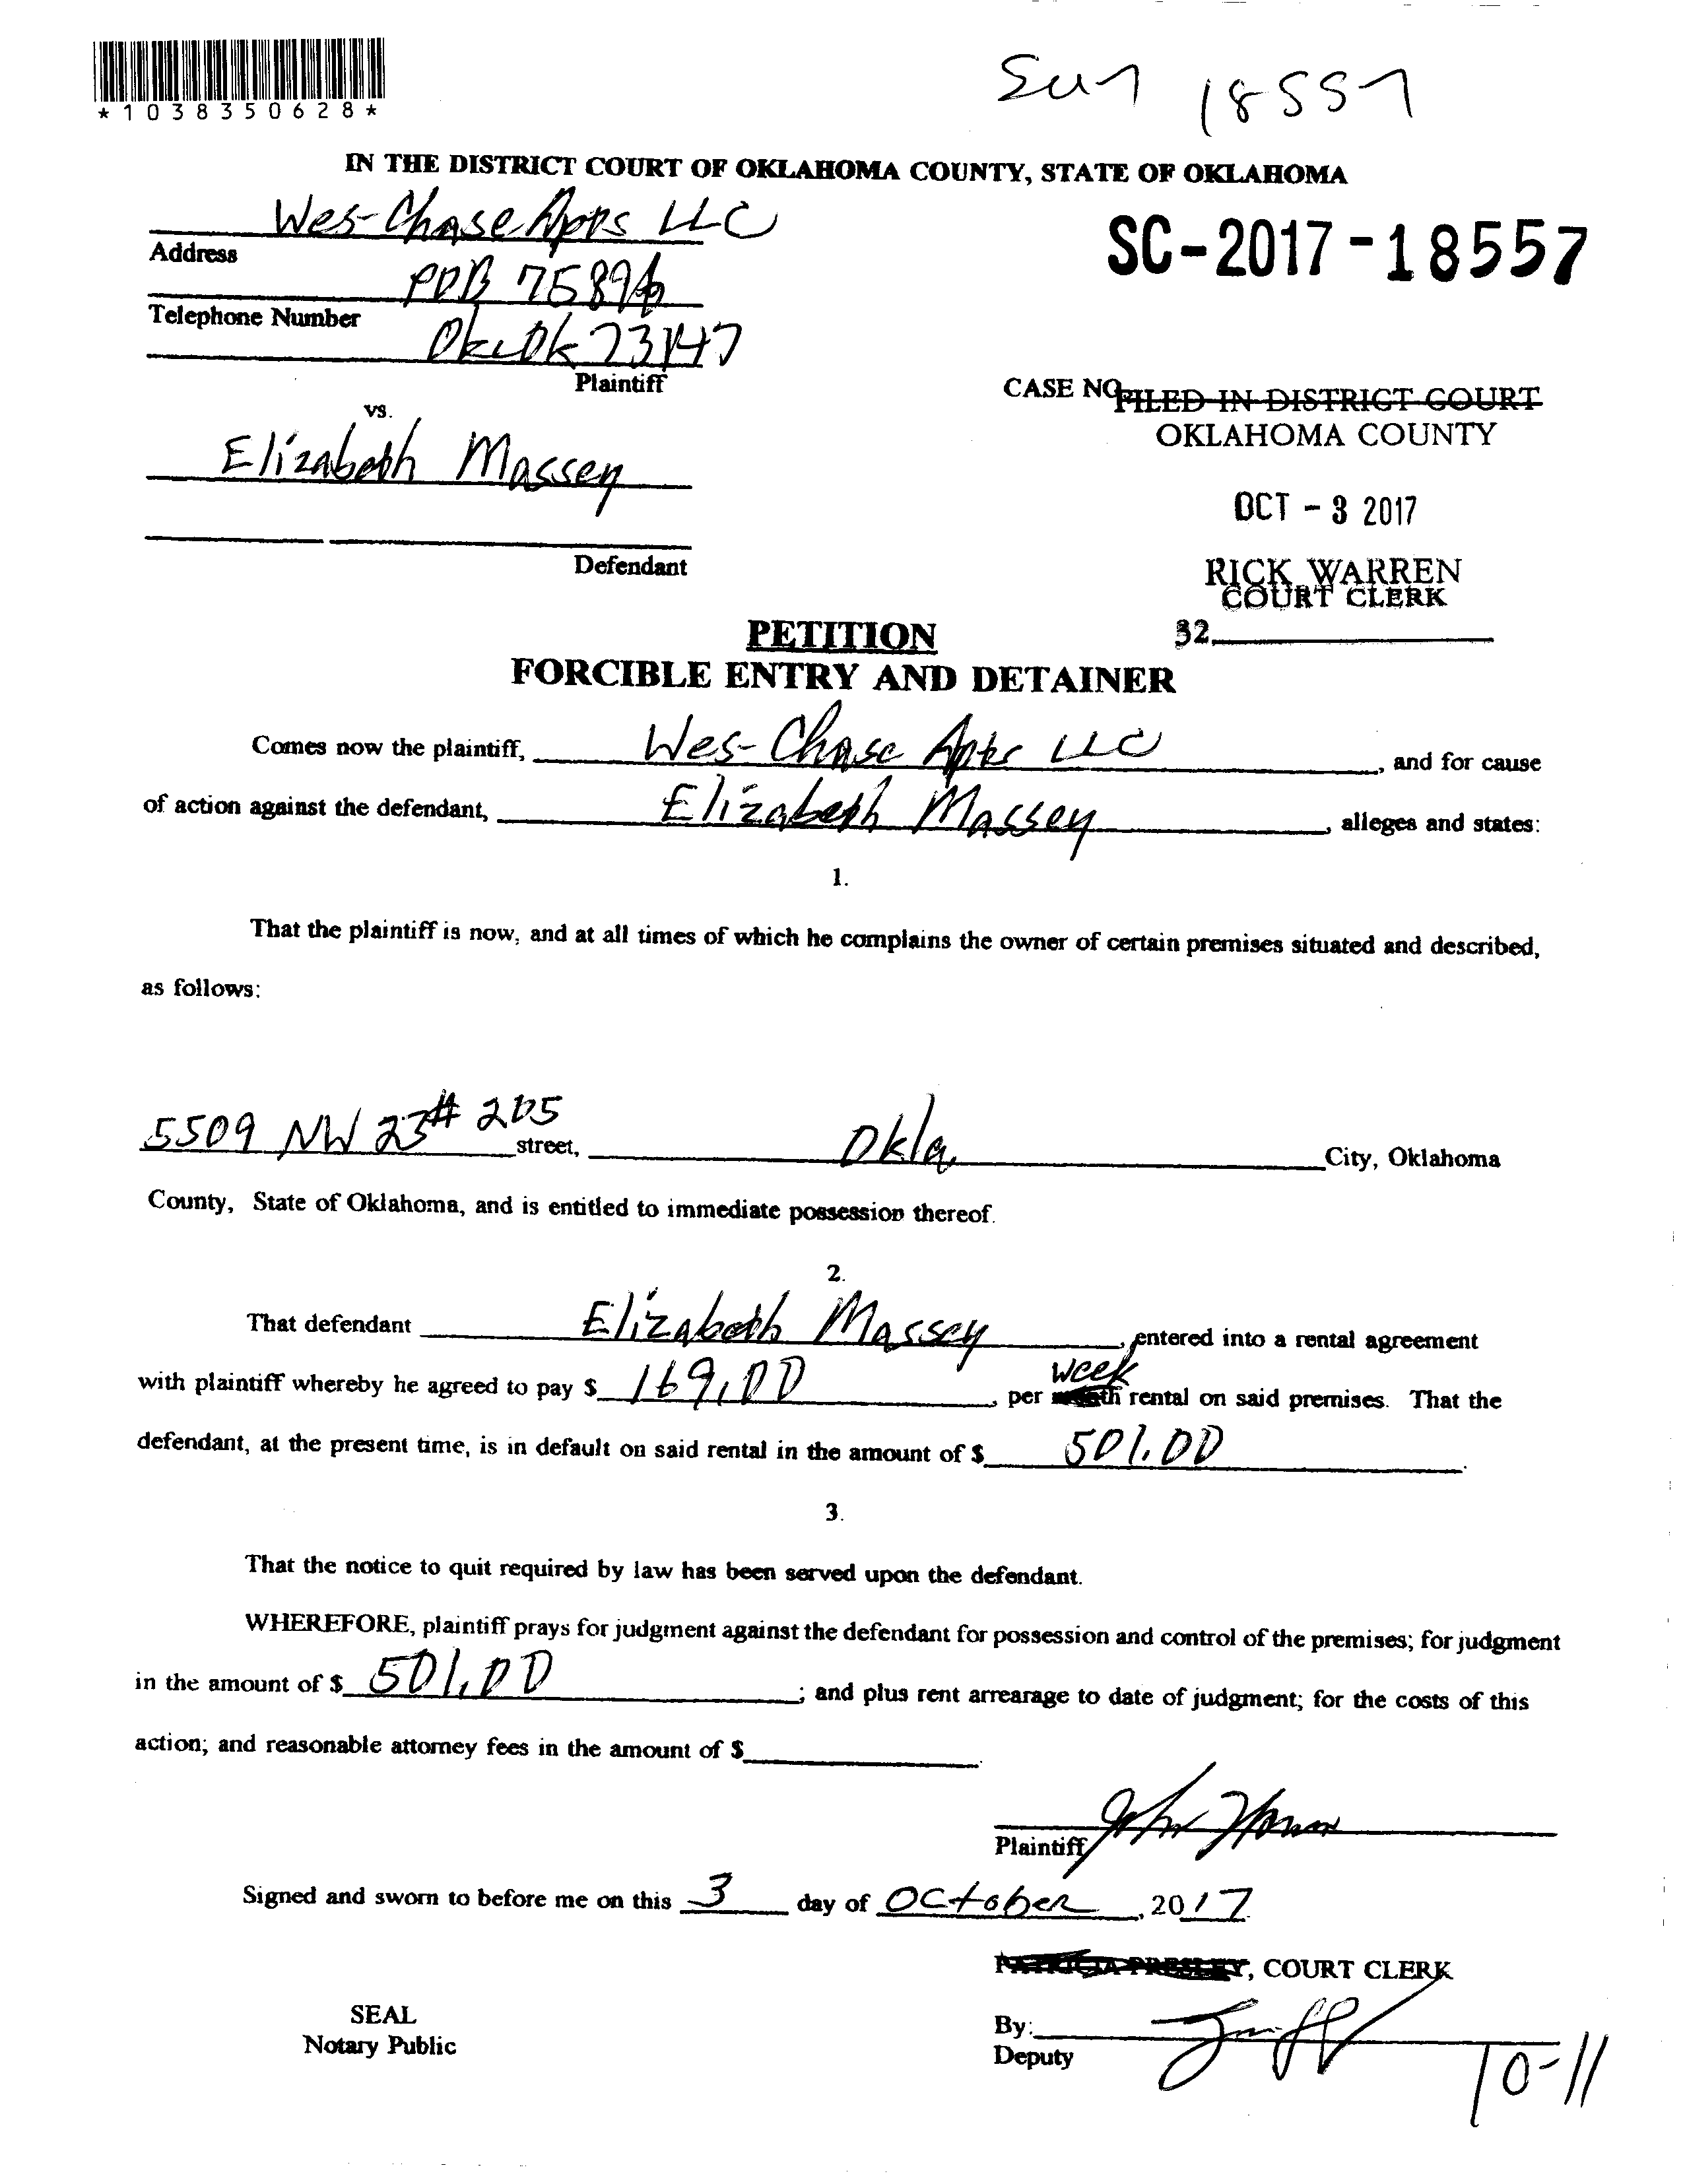 *1038350628*
18557
IN THE DISTRICT COURT OF OKLAHOMA COUNTY, STATE OF OKLAHOMA
Wes-Chase Apts LLC
SC-2017-18557
Address
POB 75894
Telephone Number
Okc Ok 73147
Plaintiff
CASE NO.
FILED IN DISTRICT COURT
OKLAHOMA COUNTY
vs.
Elizabeth Massey
OCT - 3 2017
Defendant
RICK WARREN
COURT CLERK
32
PETITION
FORCIBLE ENTRY AND DETAINER
Comes now the plaintiff, Wes-Chase Apts LLC, and for cause
of action against the defendant, Elizabeth Massey, alleges and states:
1.
That the plaintiff is now, and at all times of which he complains the owner of certain premises situated and described,
as follows:
5509 NW 23 # 205 street, Okla. City, Oklahoma
County, State of Oklahoma, and is entitled to immediate possession thereof.
2.
That defendant Elizabeth Massey, entered into a rental agreement
with plaintiff whereby he agreed to pay $ 169.00, per month week rental on said premises. That the
defendant, at the present time, is in default on said rental in the amount of $ 501.00.
3.
That the notice to quit required by law has been served upon the defendant.
WHEREFORE, plaintiff prays for judgment against the defendant for possession and control of the premises; for judgment
in the amount of $ 501.00; and plus rent arrearage to date of judgment; for the costs of this
action; and reasonable attorney fees in the amount of $.
John
Plaintiff
Signed and sworn to before me on this 3 day of October, 2017.
PATRICIA PRESLEY, COURT CLERK
SEAL
Notary Public
By:
Deputy
10-11